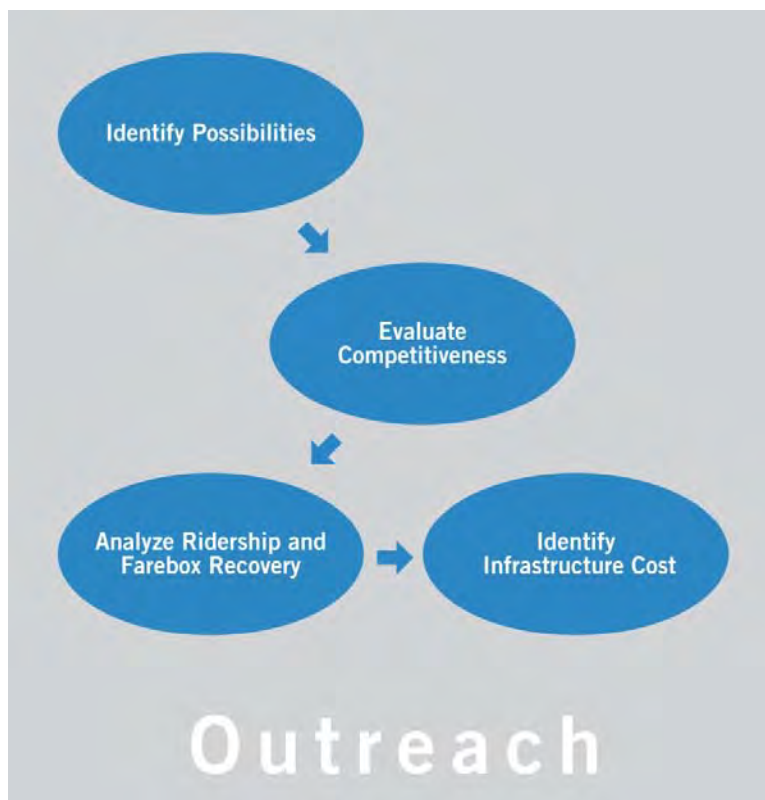 Identify Possibilities
Evaluate
Competitiveness
Analyze Ridership and
Farebox Recovery
Identify
Infrastructure Cost
Outreach